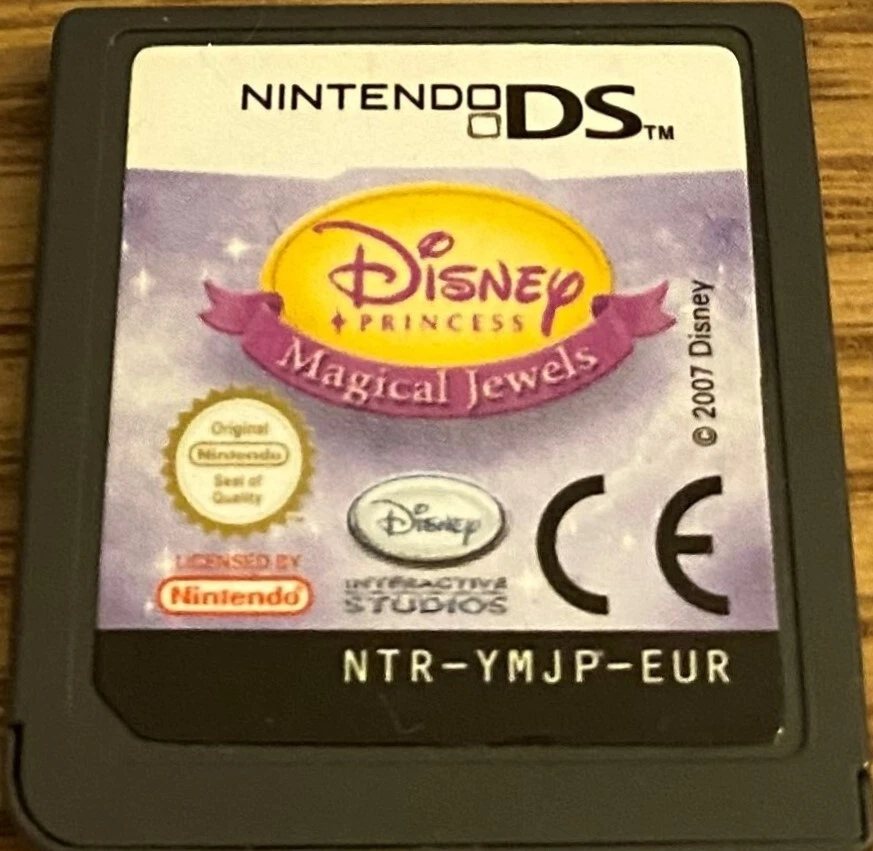 NINTENDO DS™
Disney
PRINCESS
Magical Jewels
© 2007 Disney
Original
Nintendo
Seal of
Quality
LICENSED BY
Nintendo®
Disney
INTERACTIVE
STUDIOS
CE
NTR-YMJP-EUR